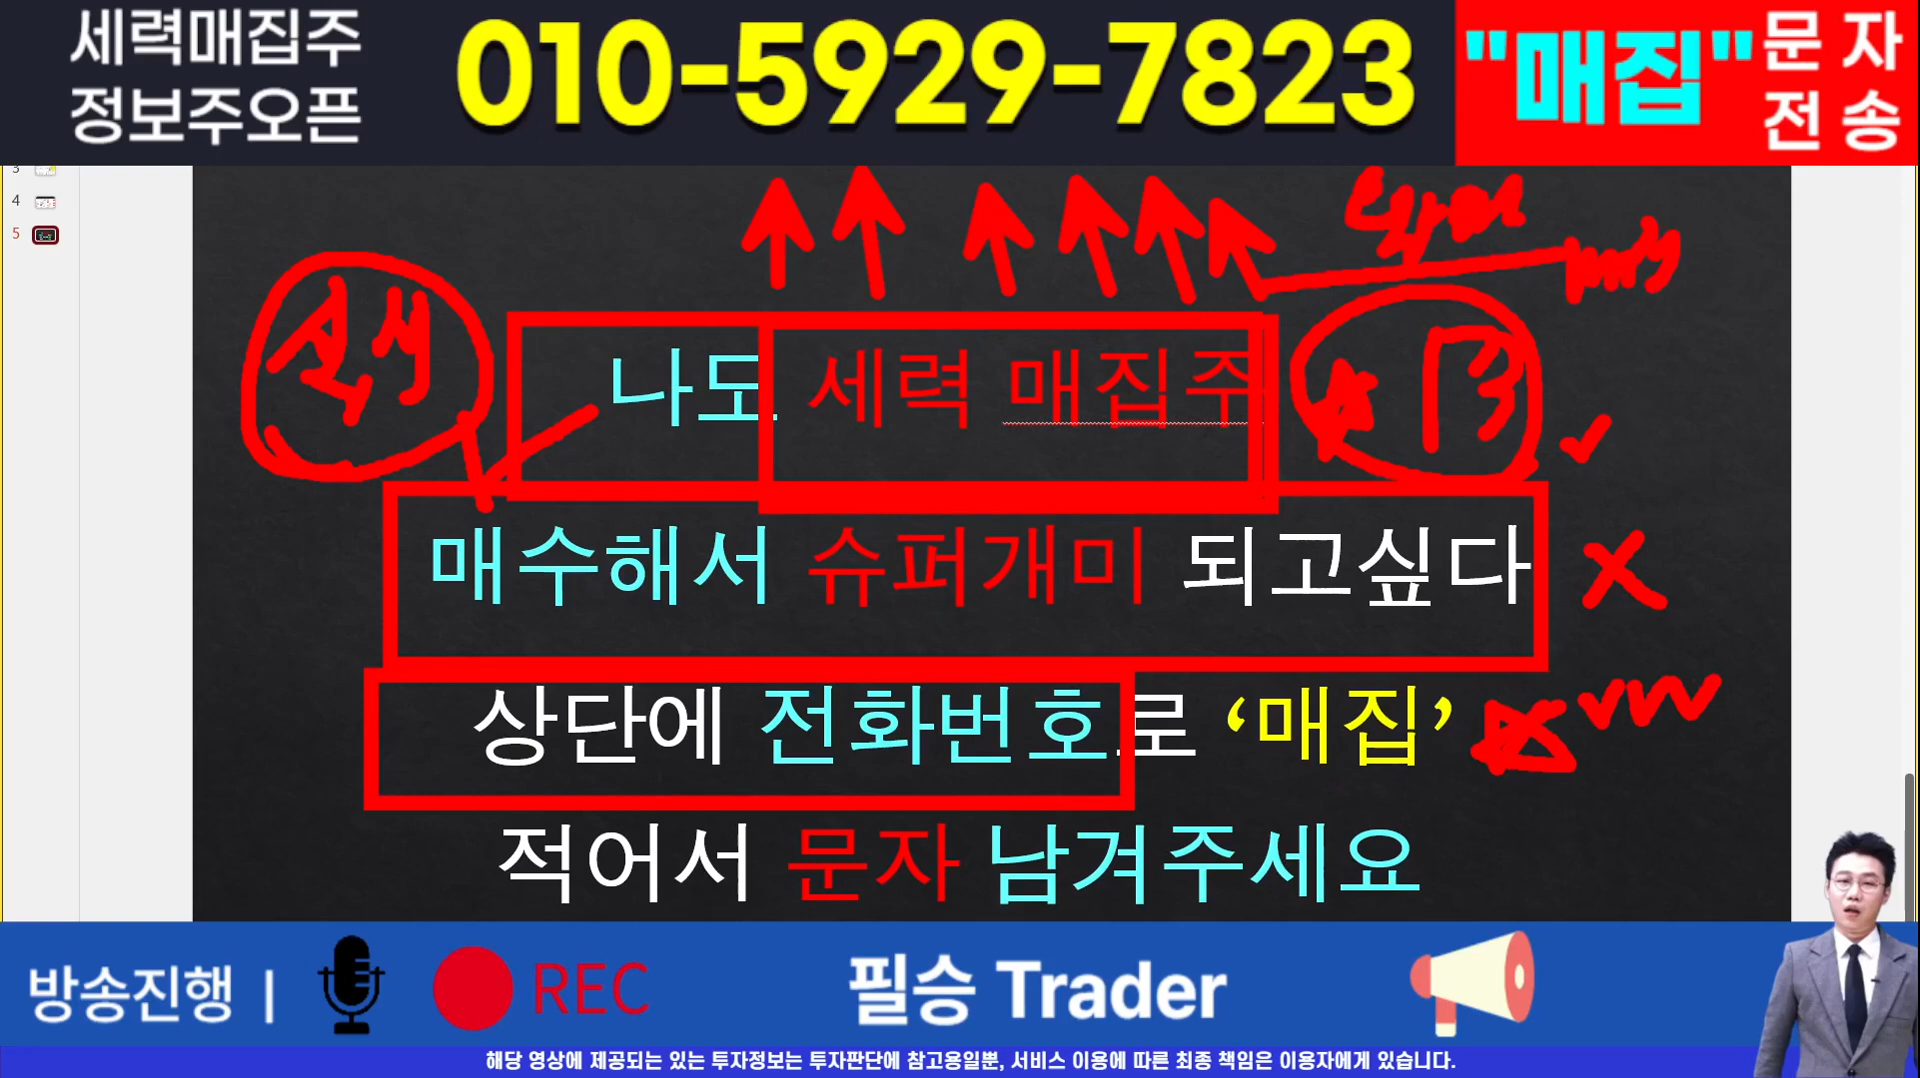 세력매집주
정보주오픈
010-5929-7823
"매집"
문자
전송
3
4
5
나도 세력 매집주
매수해서 슈퍼개미 되고싶다
상단에 전화번호로 ‘매집’
적어서 문자 남겨주세요
방송진행 |
REC
필승 Trader
해당 영상에 제공되는 있는 투자정보는 투자판단에 참고용일뿐, 서비스 이용에 따른 최종 책임은 이용자에게 있습니다.